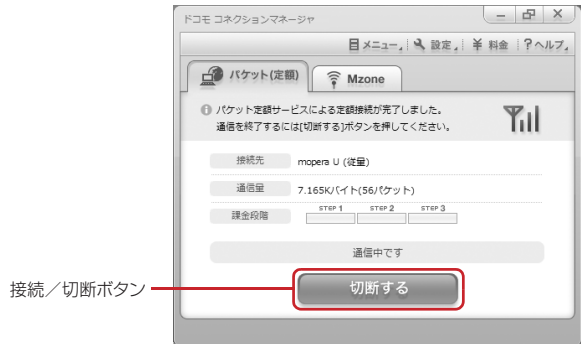 ドコモ コネクションマネージャ
メニュー 設定 ¥ 料金 ?ヘルプ
パケット(定額) Mzone
パケット定額サービスによる定額接続が完了しました。
通信を終了するには[切断する]ボタンを押してください。
接続先 mopera U (従量)
通信量 7.165Kバイト(56パケット)
課金段階 STEP 1 STEP 2 STEP 3
通信中です
接続／切断ボタン 切断する